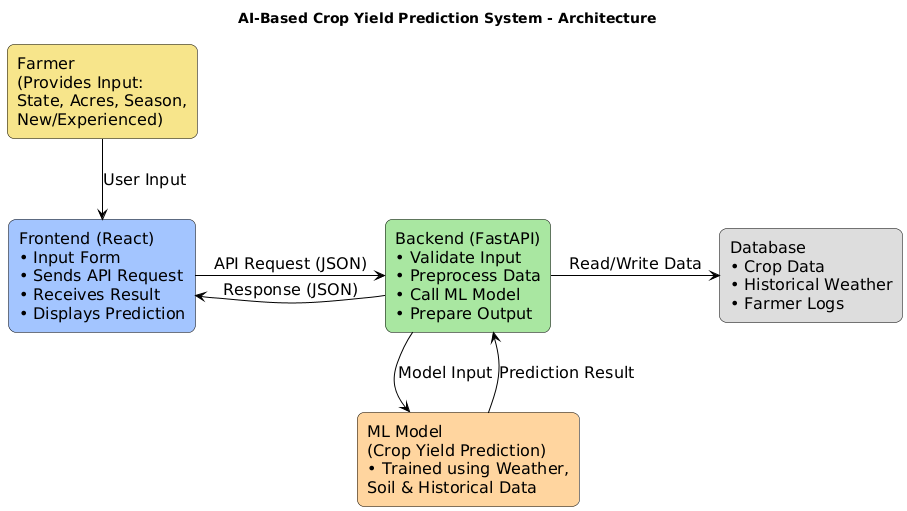 AI-Based Crop Yield Prediction System - Architecture
Farmer
(Provides Input:
State, Acres, Season,
New/Experienced)
User Input
Frontend (React)
• Input Form
• Sends API Request
• Receives Result
• Displays Prediction
API Request (JSON)
Response (JSON)
Backend (FastAPI)
• Validate Input
• Preprocess Data
• Call ML Model
• Prepare Output
Read/Write Data
Database
• Crop Data
• Historical Weather
• Farmer Logs
Model Input
Prediction Result
ML Model
(Crop Yield Prediction)
• Trained using Weather,
Soil & Historical Data